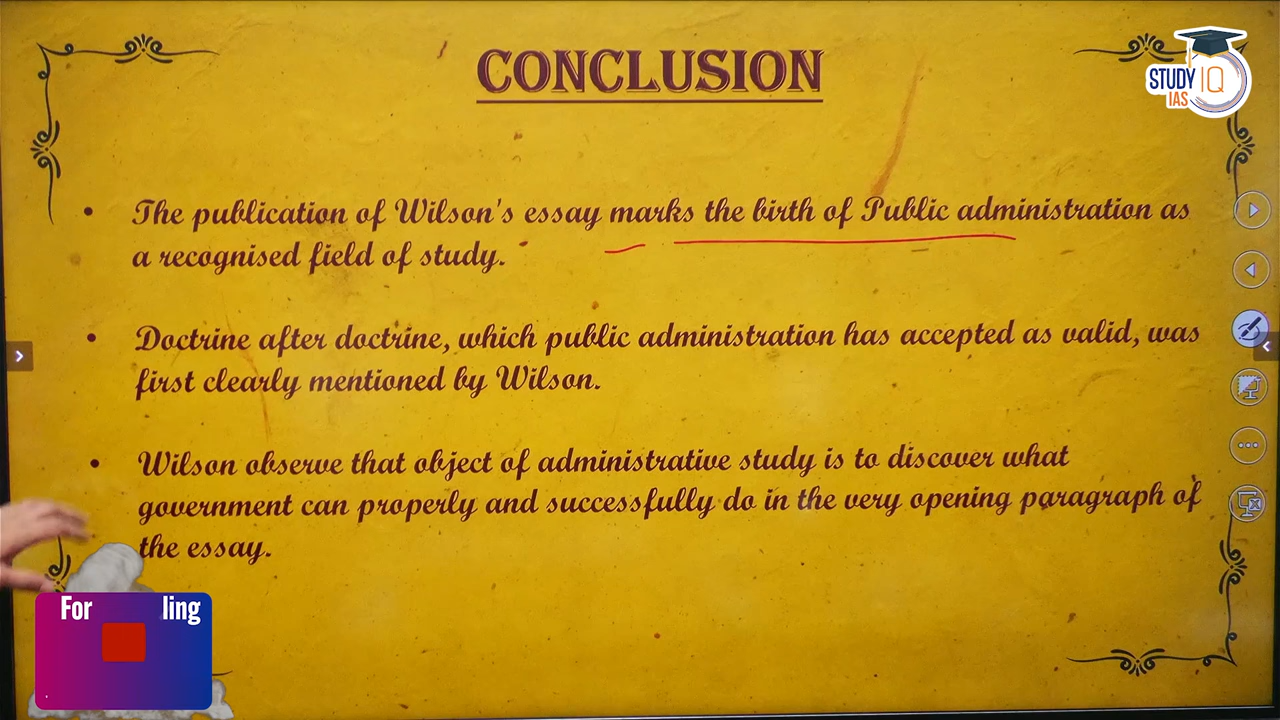 CONCLUSION
STUDY IQ
IAS
• The publication of Wilson's essay marks the birth of Public administration as
a recognised field of study.
• Doctrine after doctrine, which public administration has accepted as valid, was
first clearly mentioned by Wilson.
• Wilson observe that object of administrative study is to discover what
government can properly and successfully do in the very opening paragraph of
the essay.
For ling